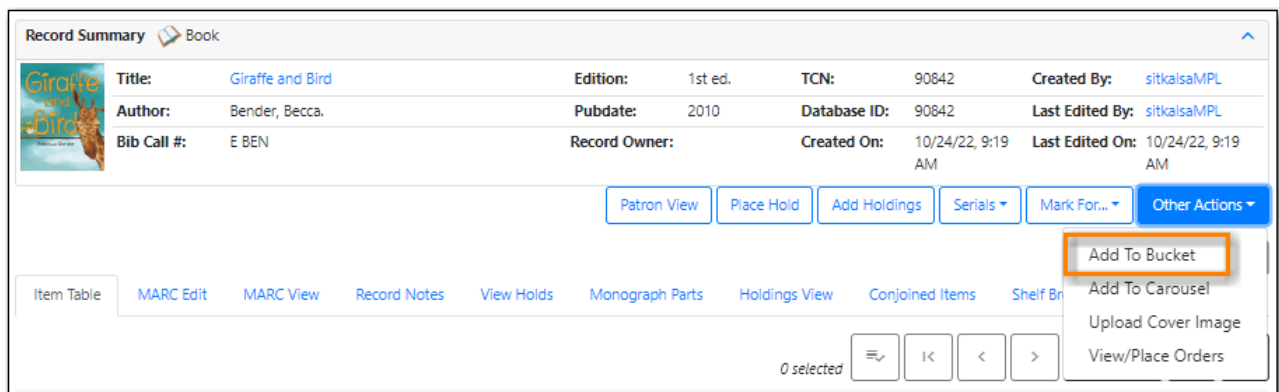 Record Summary Book
Giraffe and Bird
Title: Giraffe and Bird Edition: 1st ed. TCN: 90842 Created By: sitkalsaMPL
Author: Bender, Becca. Pubdate: 2010 Database ID: 90842 Last Edited By: sitkalsaMPL
Bib Call #: E BEN Record Owner: Created On: 10/24/22, 9:19 AM Last Edited On: 10/24/22, 9:19 AM
Patron View Place Hold Add Holdings Serials Mark For... Other Actions
Add To Bucket
Add To Carousel
Upload Cover Image
View/Place Orders
Item Table MARC Edit MARC View Record Notes View Holds Monograph Parts Holdings View Conjoined Items Shelf Br
0 selected